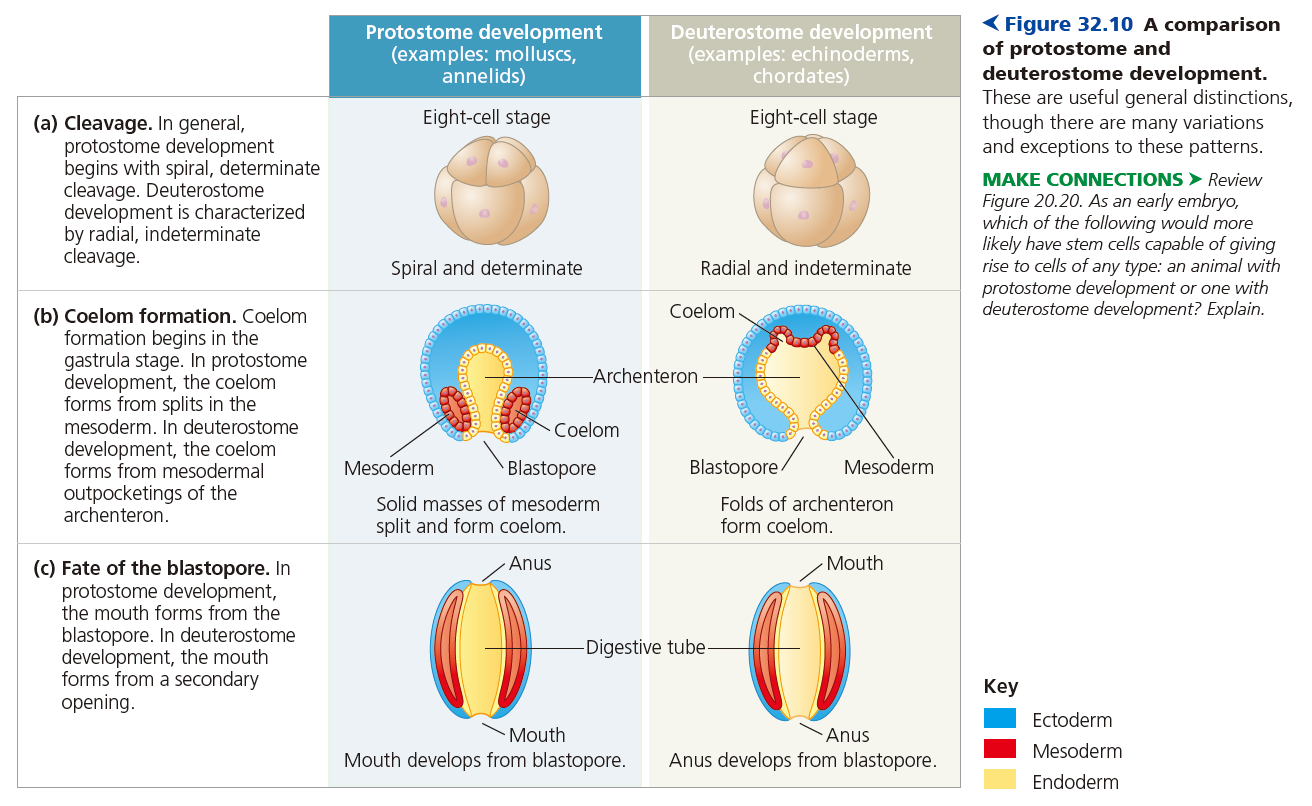 Protostome development
(examples: molluscs,
annelids)
Deuterostome development
(examples: echinoderms,
chordates)
(a) Cleavage. In general,
protostome development
begins with spiral, determinate
cleavage. Deuterostome
development is characterized
by radial, indeterminate
cleavage.
Eight-cell stage
Spiral and determinate
Eight-cell stage
Radial and indeterminate
(b) Coelom formation. Coelom
formation begins in the
gastrula stage. In protostome
development, the coelom
forms from splits in the
mesoderm. In deuterostome
development, the coelom
forms from mesodermal
outpocketings of the
archenteron.
Archenteron
Coelom
Mesoderm
Blastopore
Solid masses of mesoderm
split and form coelom.
Coelom
Blastopore
Mesoderm
Folds of archenteron
form coelom.
(c) Fate of the blastopore. In
protostome development,
the mouth forms from the
blastopore. In deuterostome
development, the mouth
forms from a secondary
opening.
Anus
Digestive tube
Mouth
Mouth develops from blastopore.
Mouth
Anus
Anus develops from blastopore.
Figure 32.10 A comparison
of protostome and
deuterostome development.
These are useful general distinctions,
though there are many variations
and exceptions to these patterns.
MAKE CONNECTIONS Review
Figure 20.20. As an early embryo,
which of the following would more
likely have stem cells capable of giving
rise to cells of any type: an animal with
protostome development or one with
deuterostome development? Explain.
Key
Ectoderm
Mesoderm
Endoderm